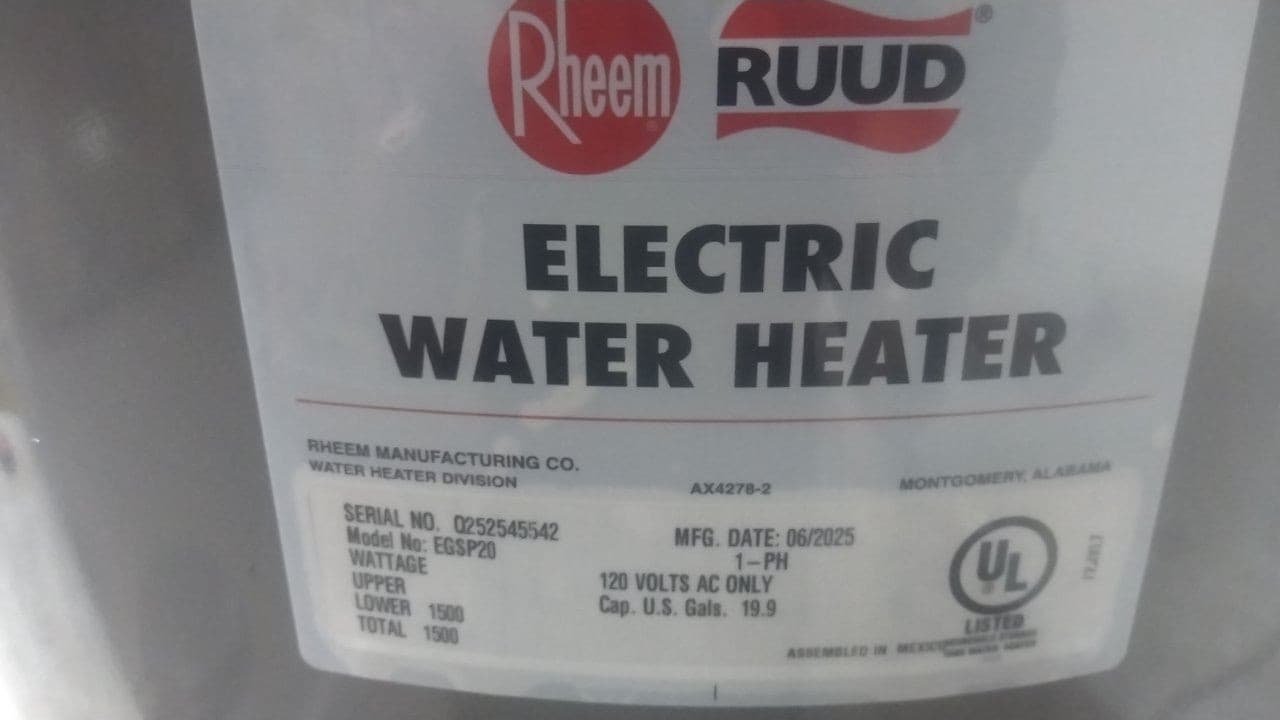 Rheem RUUD®
ELECTRIC
WATER HEATER
RHEEM MANUFACTURING CO.
WATER HEATER DIVISION
AX4278-2
MONTGOMERY, ALABAMA
SERIAL NO. Q252545542
Model No: EGSP20
WATTAGE
UPPER
LOWER 1500
TOTAL 1500
MFG. DATE: 06/2025
1-PH
120 VOLTS AC ONLY
Cap. U.S. Gals. 19.9
UL
LISTED
ASSEMBLED IN MEXICO